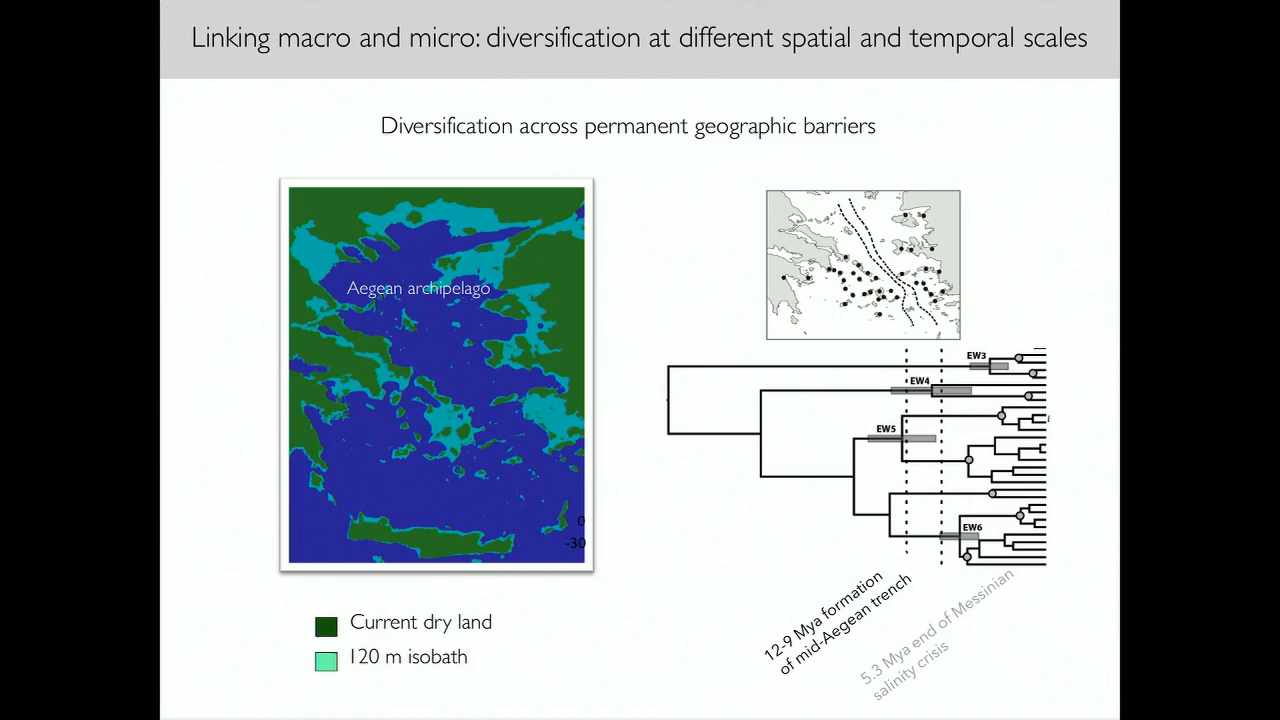 Linking macro and micro: diversification at different spatial and temporal scales
Diversification across permanent geographic barriers
Aegean archipelago
0
-30
Current dry land
120 m isobath
EW3
EW4
EW5
EW6
12-9 Mya formation
of mid-Aegean trench
5.3 Mya end of Messinian
salinity crisis